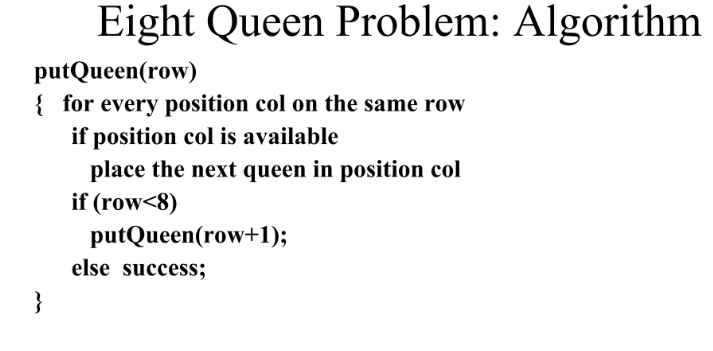 Eight Queen Problem: Algorithm
putQueen(row)
{ for every position col on the same row
if position col is available
place the next queen in position col
if (row<8)
putQueen(row+1);
else success;
}